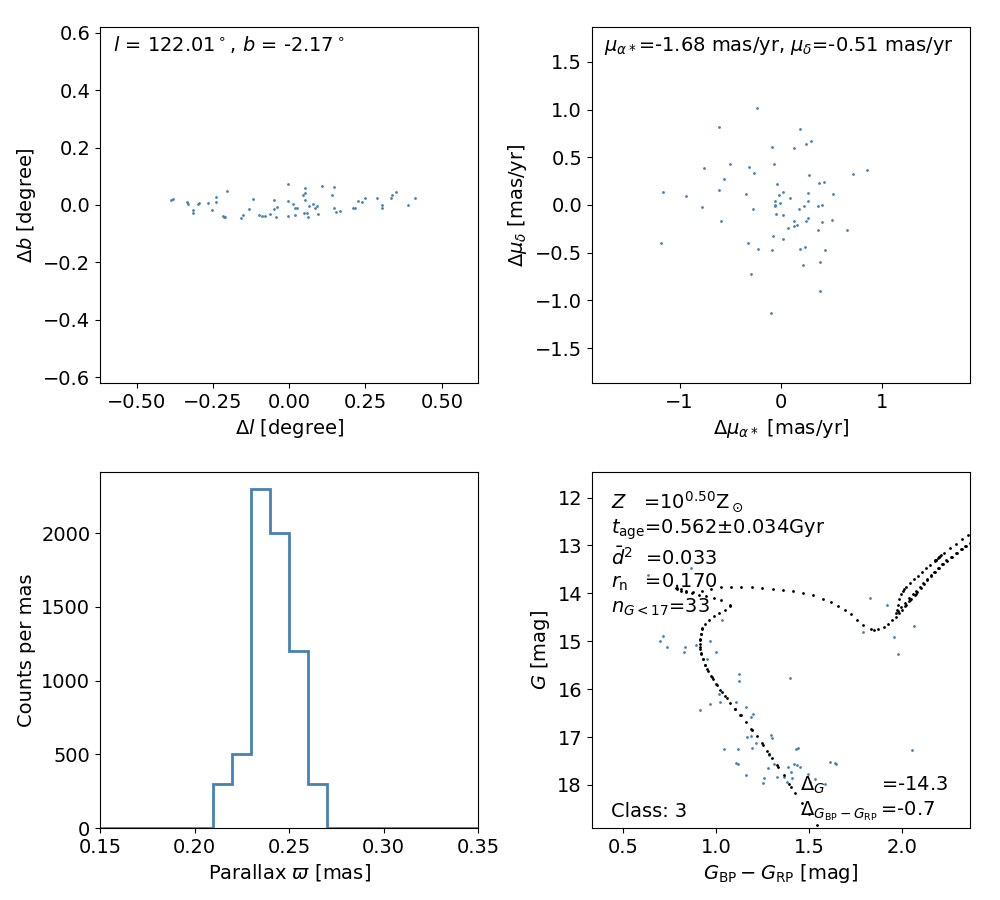 l = 122.01°, b = -2.17°
0.6
0.4
0.2
0.0
−0.2
−0.4
−0.6
Δb [degree]
−0.50 −0.25 0.00 0.25 0.50
Δl [degree]
μα*=-1.68 mas/yr, μδ=-0.51 mas/yr
1.5
1.0
0.5
0.0
−0.5
−1.0
−1.5
Δμδ [mas/yr]
−1 0 1
Δμα* [mas/yr]
2000
1500
1000
500
0
Counts per mas
0.15 0.20 0.25 0.30 0.35
Parallax ϖ [mas]
12
13
14
15
16
17
18
G [mag]
Z =10^0.50 Z⊙
t_age=0.562±0.034Gyr
d̄² =0.033
r_n =0.170
n_G<17=33
Δ_G =-14.3
Δ_GBP−GRP =-0.7
Class: 3
0.5 1.0 1.5 2.0
G_BP − G_RP [mag]